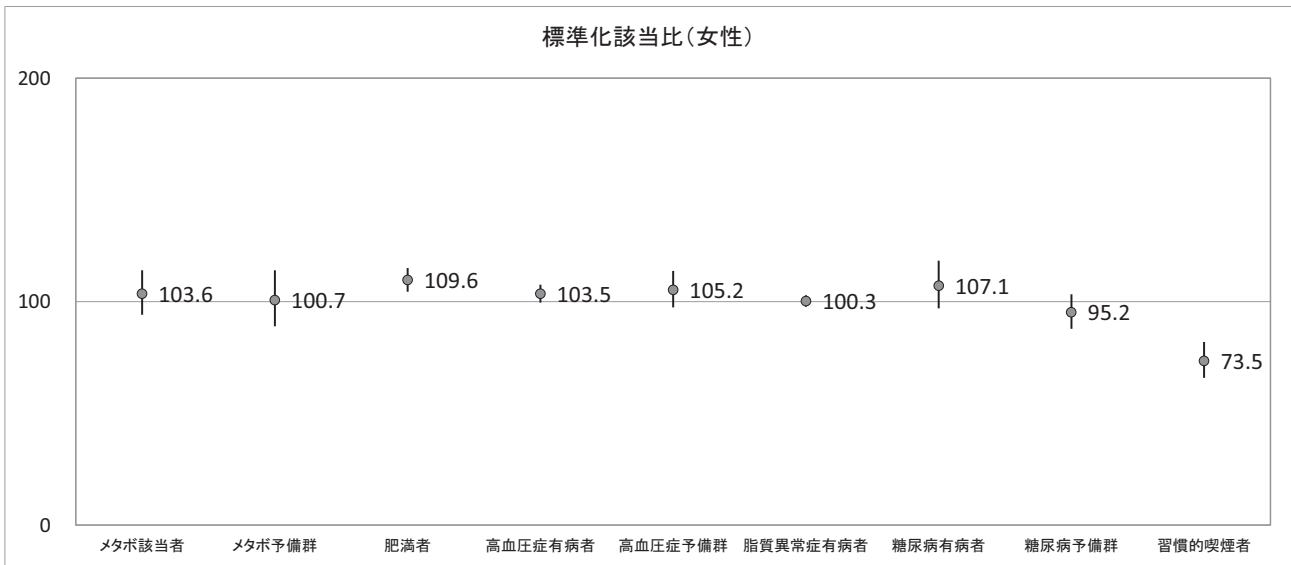 標準化該当比(女性)
200
100
0
103.6
100.7
109.6
103.5
105.2
100.3
107.1
95.2
73.5
メタボ該当者
メタボ予備群
肥満者
高血圧症有病者
高血圧症予備群
脂質異常症有病者
糖尿病有病者
糖尿病予備群
習慣的喫煙者